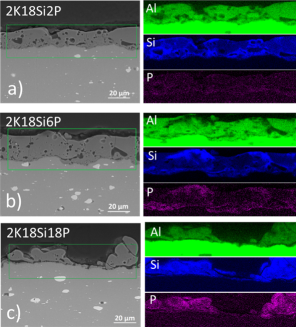 2K18Si2P
Al
Si
20 µm
P
a)
2K18Si6P
Al
Si
20 µm
P
b)
2K18Si18P
Al
Si
20 µm
P
c)